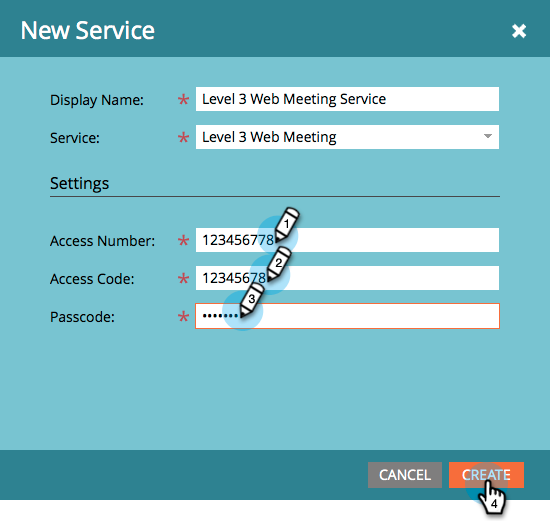 New Service
Display Name: * Level 3 Web Meeting Service
Service: * Level 3 Web Meeting
Settings
Access Number: * 123456778 1
Access Code: * 12345678 2
Passcode: * ••••••• 3
CANCEL CREATE
4